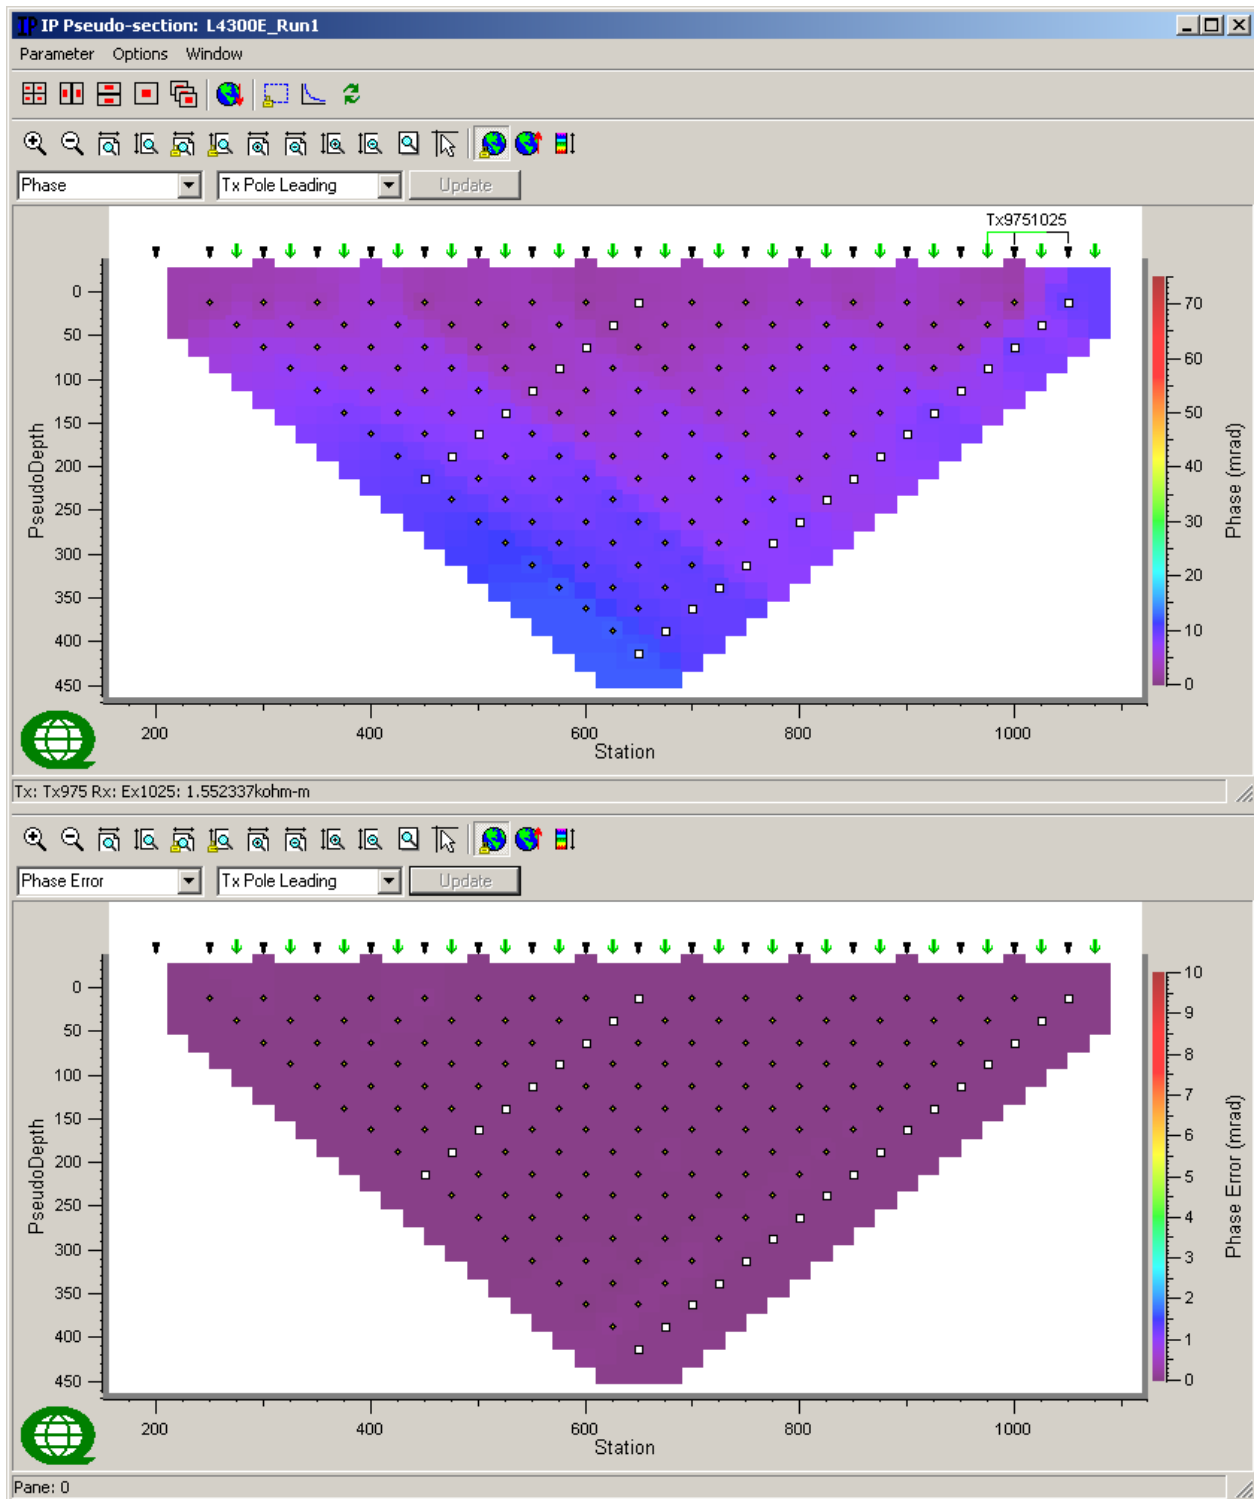 IP Pseudo-section: L4300E_Run1
Parameter Options Window
Phase Tx Pole Leading Update
Tx9751025
0
50
100
150
200
250
300
350
400
450
PseudoDepth
200 400 600 800 1000
Station
70
60
50
40
30
20
10
0
Phase (mrad)
Tx: Tx975 Rx: Ex1025: 1.552337kohm-m
Phase Error Tx Pole Leading Update
0
50
100
150
200
250
300
350
400
450
PseudoDepth
200 400 600 800 1000
Station
10
9
8
7
6
5
4
3
2
1
0
Phase Error (mrad)
Pane: 0